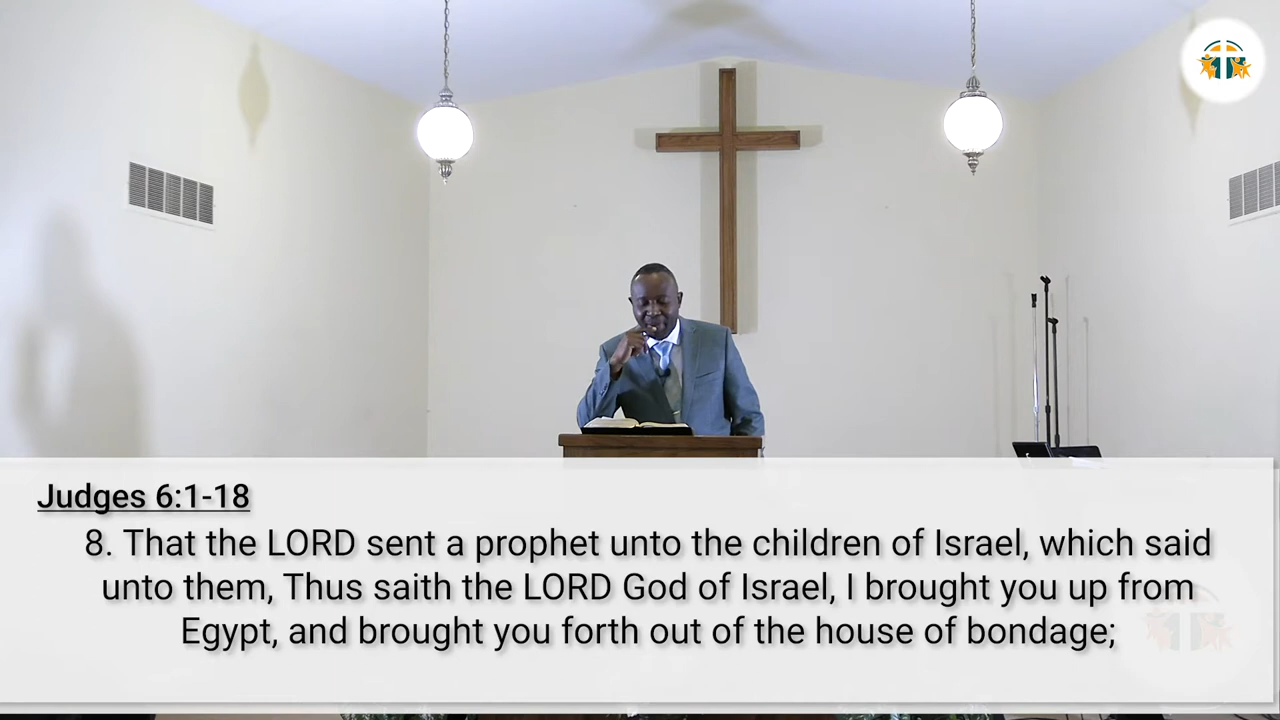 Judges 6:1-18
8. That the LORD sent a prophet unto the children of Israel, which said
unto them, Thus saith the LORD God of Israel, I brought you up from
Egypt, and brought you forth out of the house of bondage;